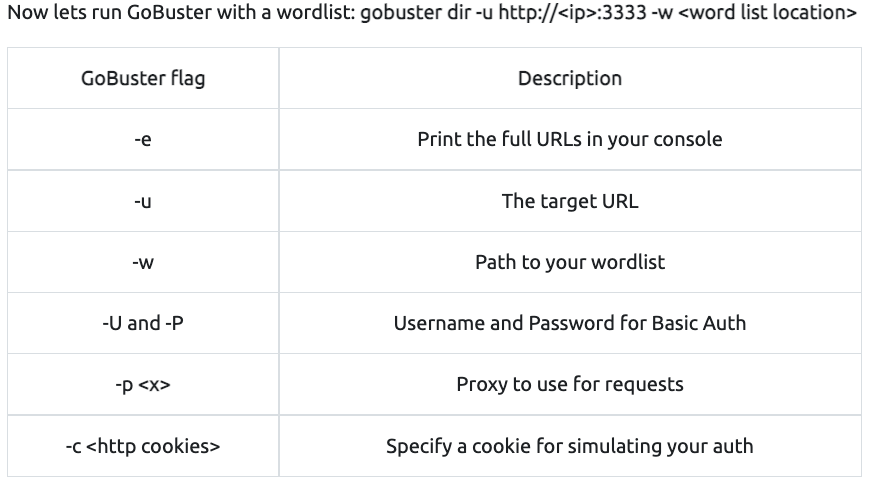 Now lets run GoBuster with a wordlist: gobuster dir -u http://<ip>:3333 -w <word list location>
GoBuster flag Description
-e Print the full URLs in your console
-u The target URL
-w Path to your wordlist
-U and -P Username and Password for Basic Auth
-p <x> Proxy to use for requests
-c <http cookies> Specify a cookie for simulating your auth